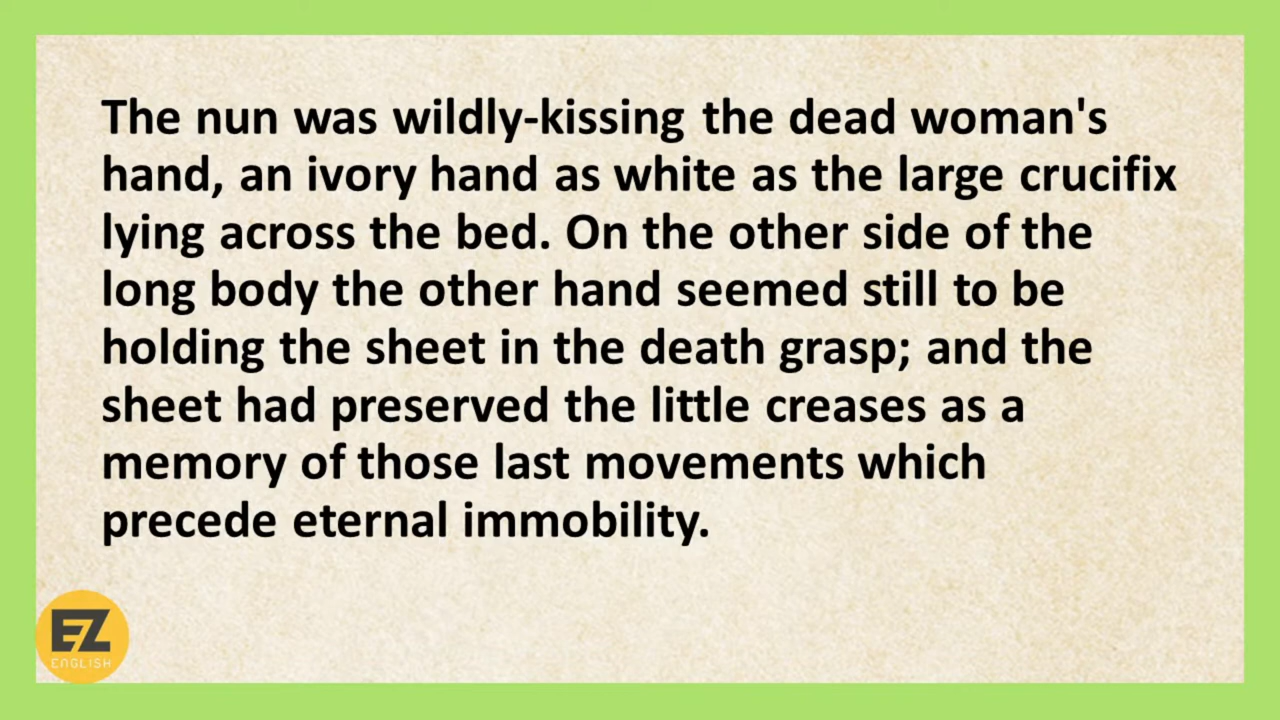 The nun was wildly-kissing the dead woman's
hand, an ivory hand as white as the large crucifix
lying across the bed. On the other side of the
long body the other hand seemed still to be
holding the sheet in the death grasp; and the
sheet had preserved the little creases as a
memory of those last movements which
precede eternal immobility.
EZ
ENGLISH